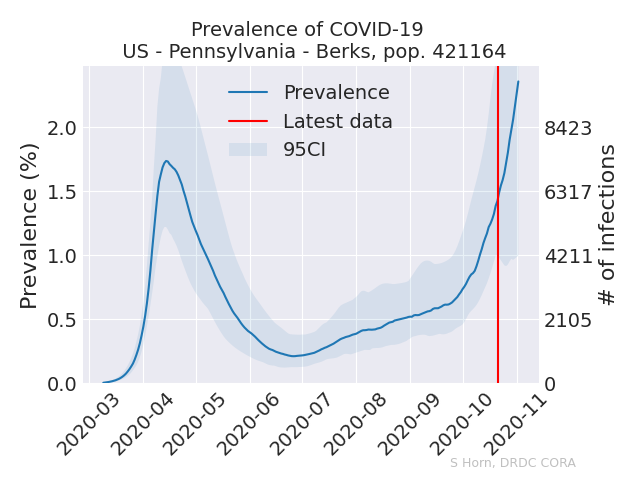 Prevalence of COVID-19
US - Pennsylvania - Berks, pop. 421164
Prevalence
Latest data
95CI
Prevalence (%)
2.0
1.5
1.0
0.5
0.0
8423
6317
4211
2105
0
# of infections
2020-03
2020-04
2020-05
2020-06
2020-07
2020-08
2020-09
2020-10
2020-11
S Horn, DRDC CORA